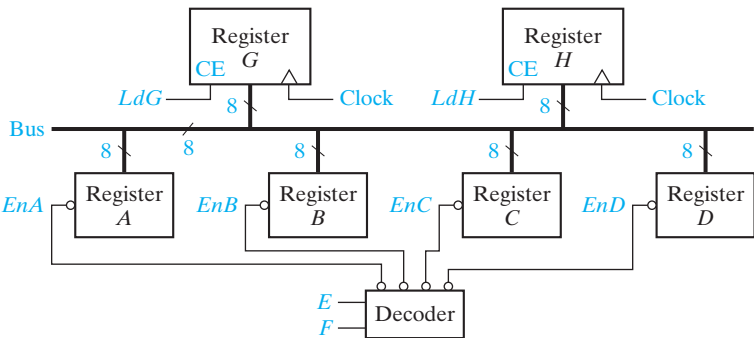 Register
G
CE
LdG
8
Clock
Register
H
CE
LdH
8
Clock
Bus
8
8
8
8
8
EnA
Register
A
EnB
Register
B
EnC
Register
C
EnD
Register
D
E
F
Decoder